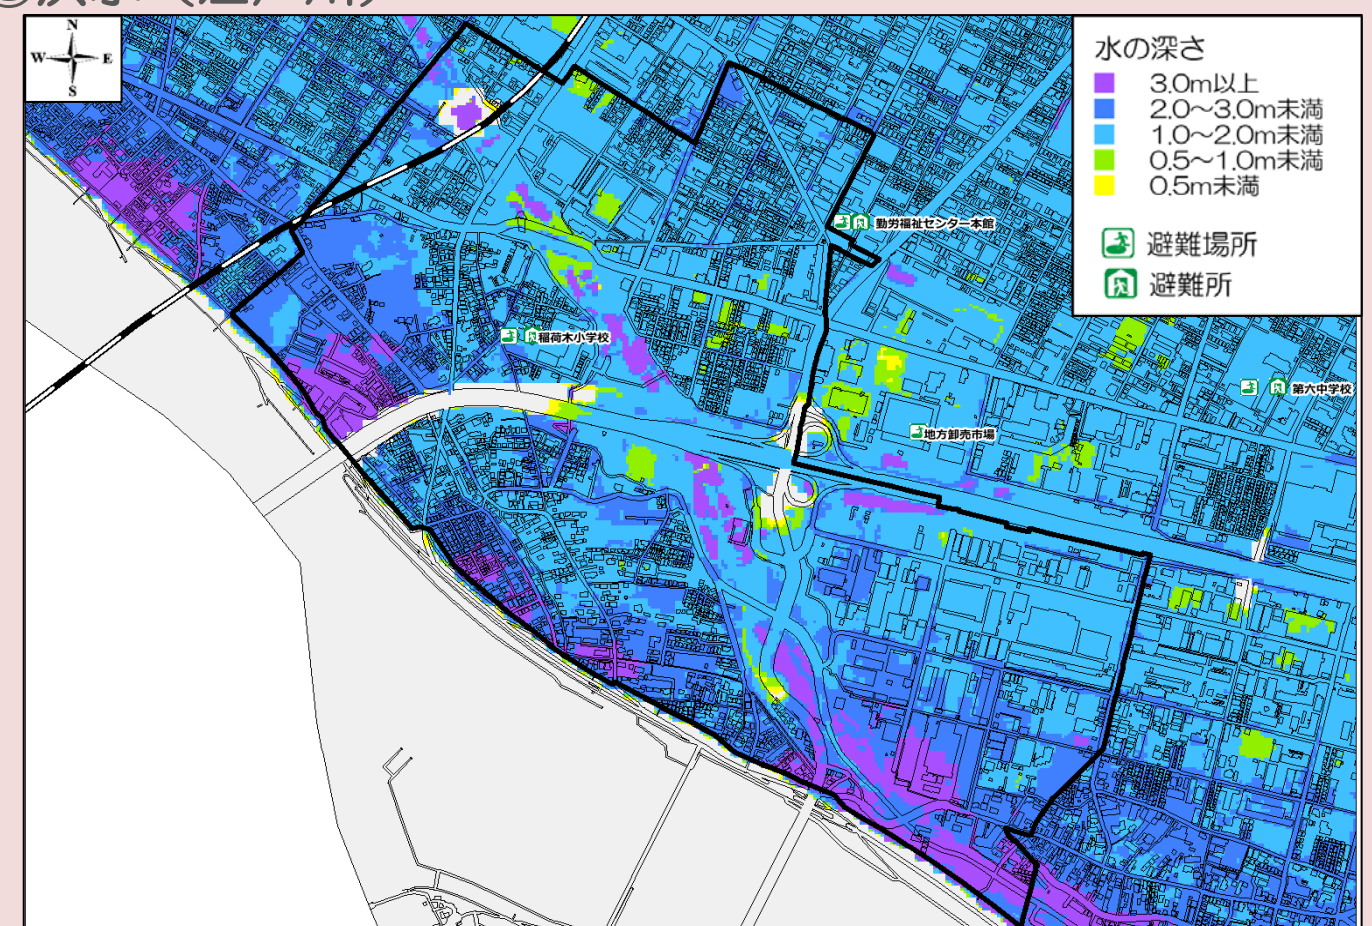 N
W E
S
水の深さ
3.0m以上
2.0～3.0m未満
1.0～2.0m未満
0.5～1.0m未満
0.5m未満
避難場所
避難所
勤労福祉センター本館
稲荷木小学校
第六中学校
地方卸売市場